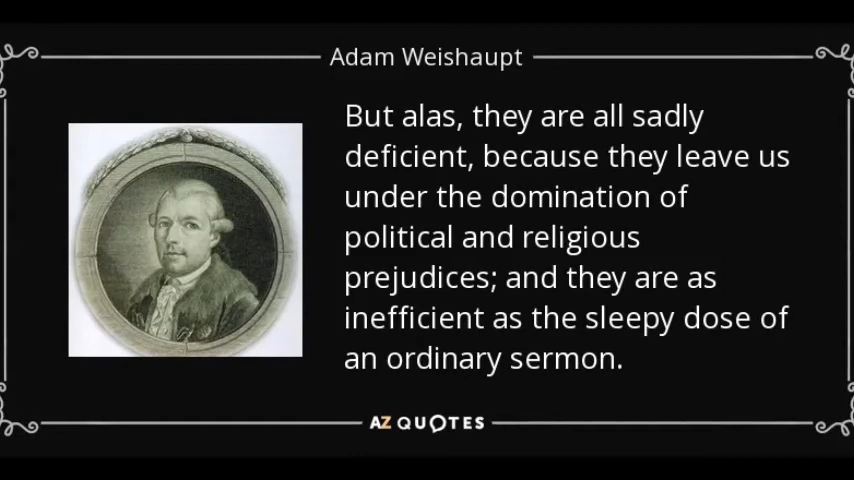 Adam Weishaupt
But alas, they are all sadly
deficient, because they leave us
under the domination of
political and religious
prejudices; and they are as
inefficient as the sleepy dose of
an ordinary sermon.
AZ QUOTES